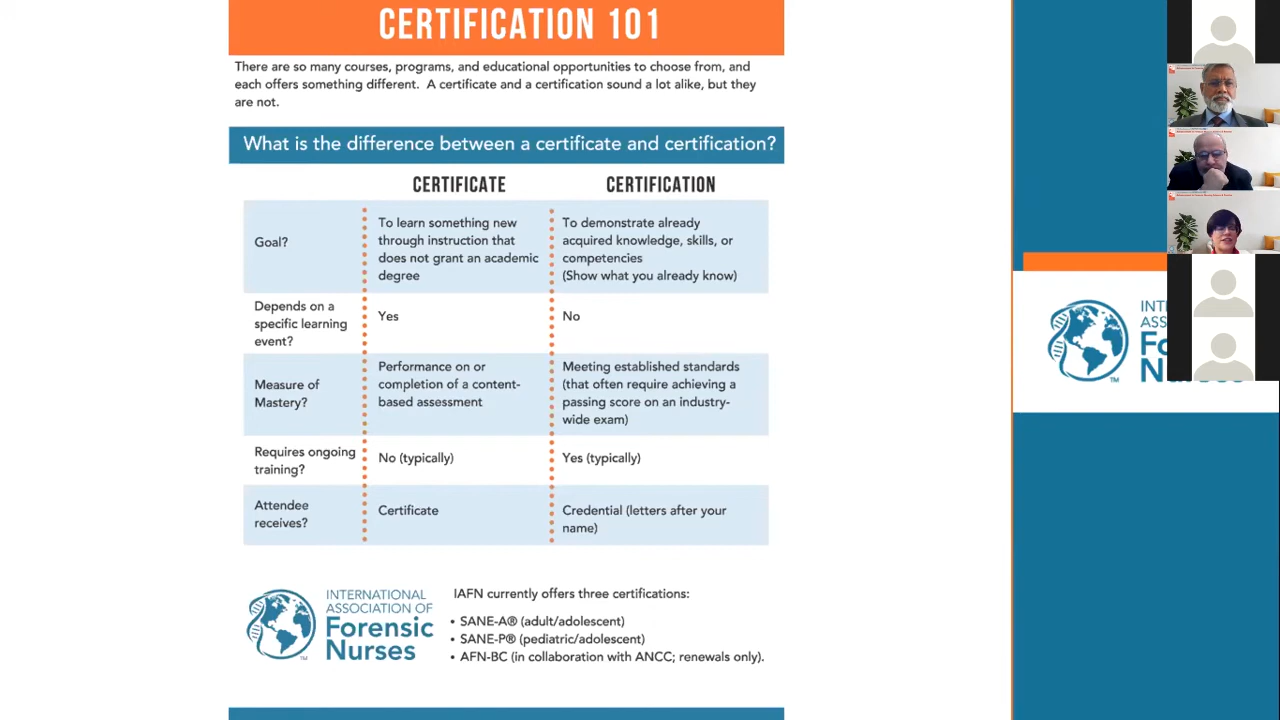 CERTIFICATION 101
There are so many courses, programs, and educational opportunities to choose from, and
each offers something different. A certificate and a certification sound a lot alike, but they
are not.
What is the difference between a certificate and certification?
CERTIFICATE CERTIFICATION
Goal?
To learn something new
through instruction that
does not grant an academic
degree
To demonstrate already
acquired knowledge, skills, or
competencies
(Show what you already know)
Depends on a
specific learning
event?
Yes
No
Measure of
Mastery?
Performance on or
completion of a content-
based assessment
Meeting established standards
(that often require achieving a
passing score on an industry-
wide exam)
Requires ongoing
training?
No (typically)
Yes (typically)
Attendee
receives?
Certificate
Credential (letters after your
name)
INTERNATIONAL
ASSOCIATION OF
Forensic
Nurses
TM
IAFN currently offers three certifications:
• SANE-A® (adult/adolescent)
• SANE-P® (pediatric/adolescent)
• AFN-BC (in collaboration with ANCC; renewals only).
INT
ASS
Fo
N
TM